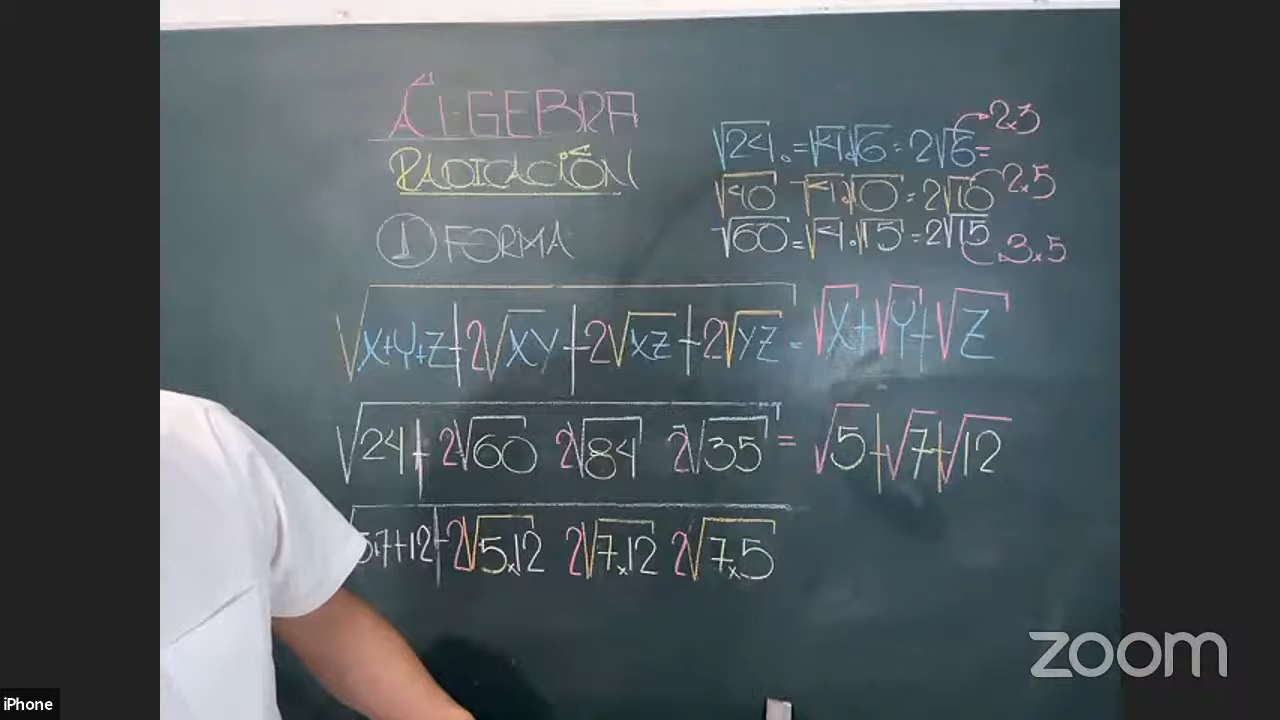 ÁLGEBRA
RADICACIÓN
① FORMA
√24 = √4.√6 = 2√6 = 2×3
√40 √4.√10 = 2√10 2.5
√60 = √4.√15 = 2√15 3×5
√X+Y+Z+2√XY+2√XZ+2√YZ = √X+√Y+√Z
√24+2√60 2√84 2√35 = √5+√7+√12
5+7+12+2√5×12 2√7×12 2√7×5
zoom
iPhone